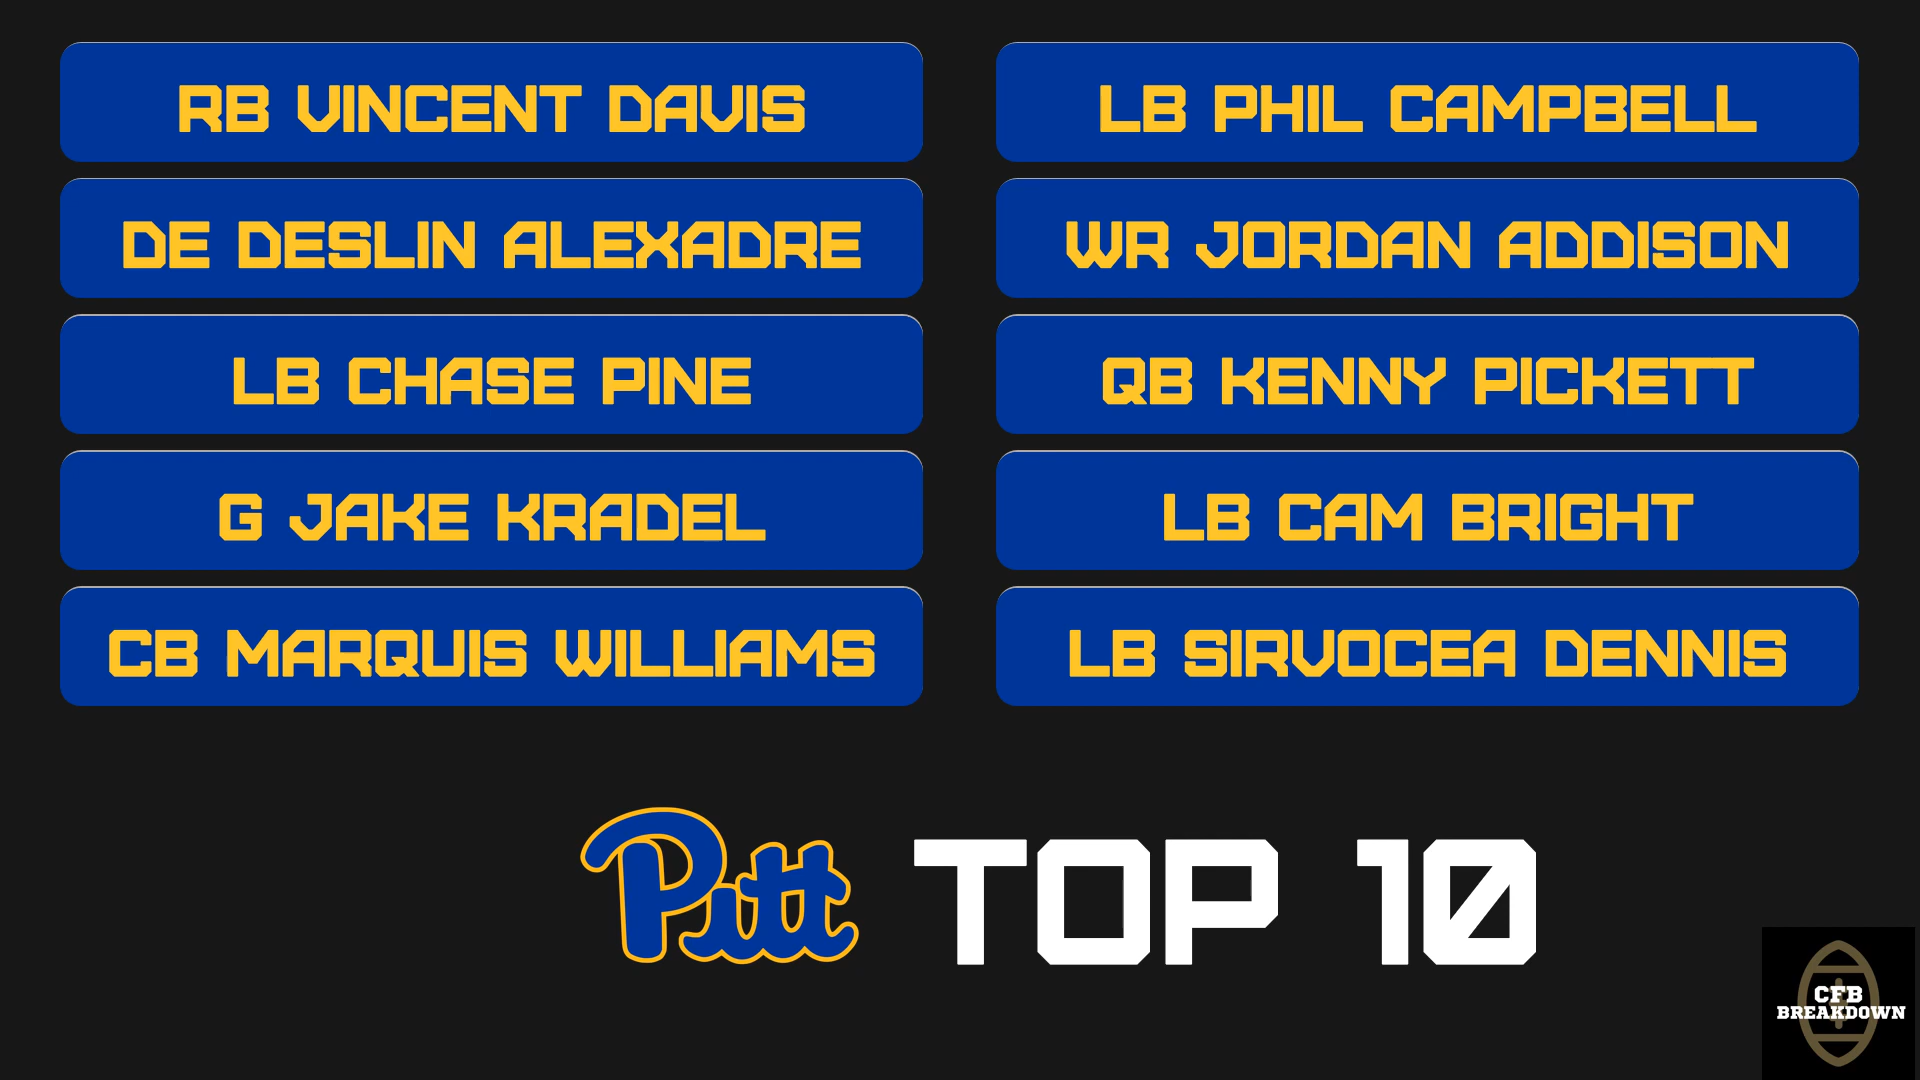 RB VINCENT DAVIS
DE DESLIN ALEXADRE
LB CHASE PINE
G JAKE KRADEL
CB MARQUIS WILLIAMS
LB PHIL CAMPBELL
WR JORDAN ADDISON
QB KENNY PICKETT
LB CAM BRIGHT
LB SIRVOCEA DENNIS
Pitt TOP 10
CFB
BREAKDOWN